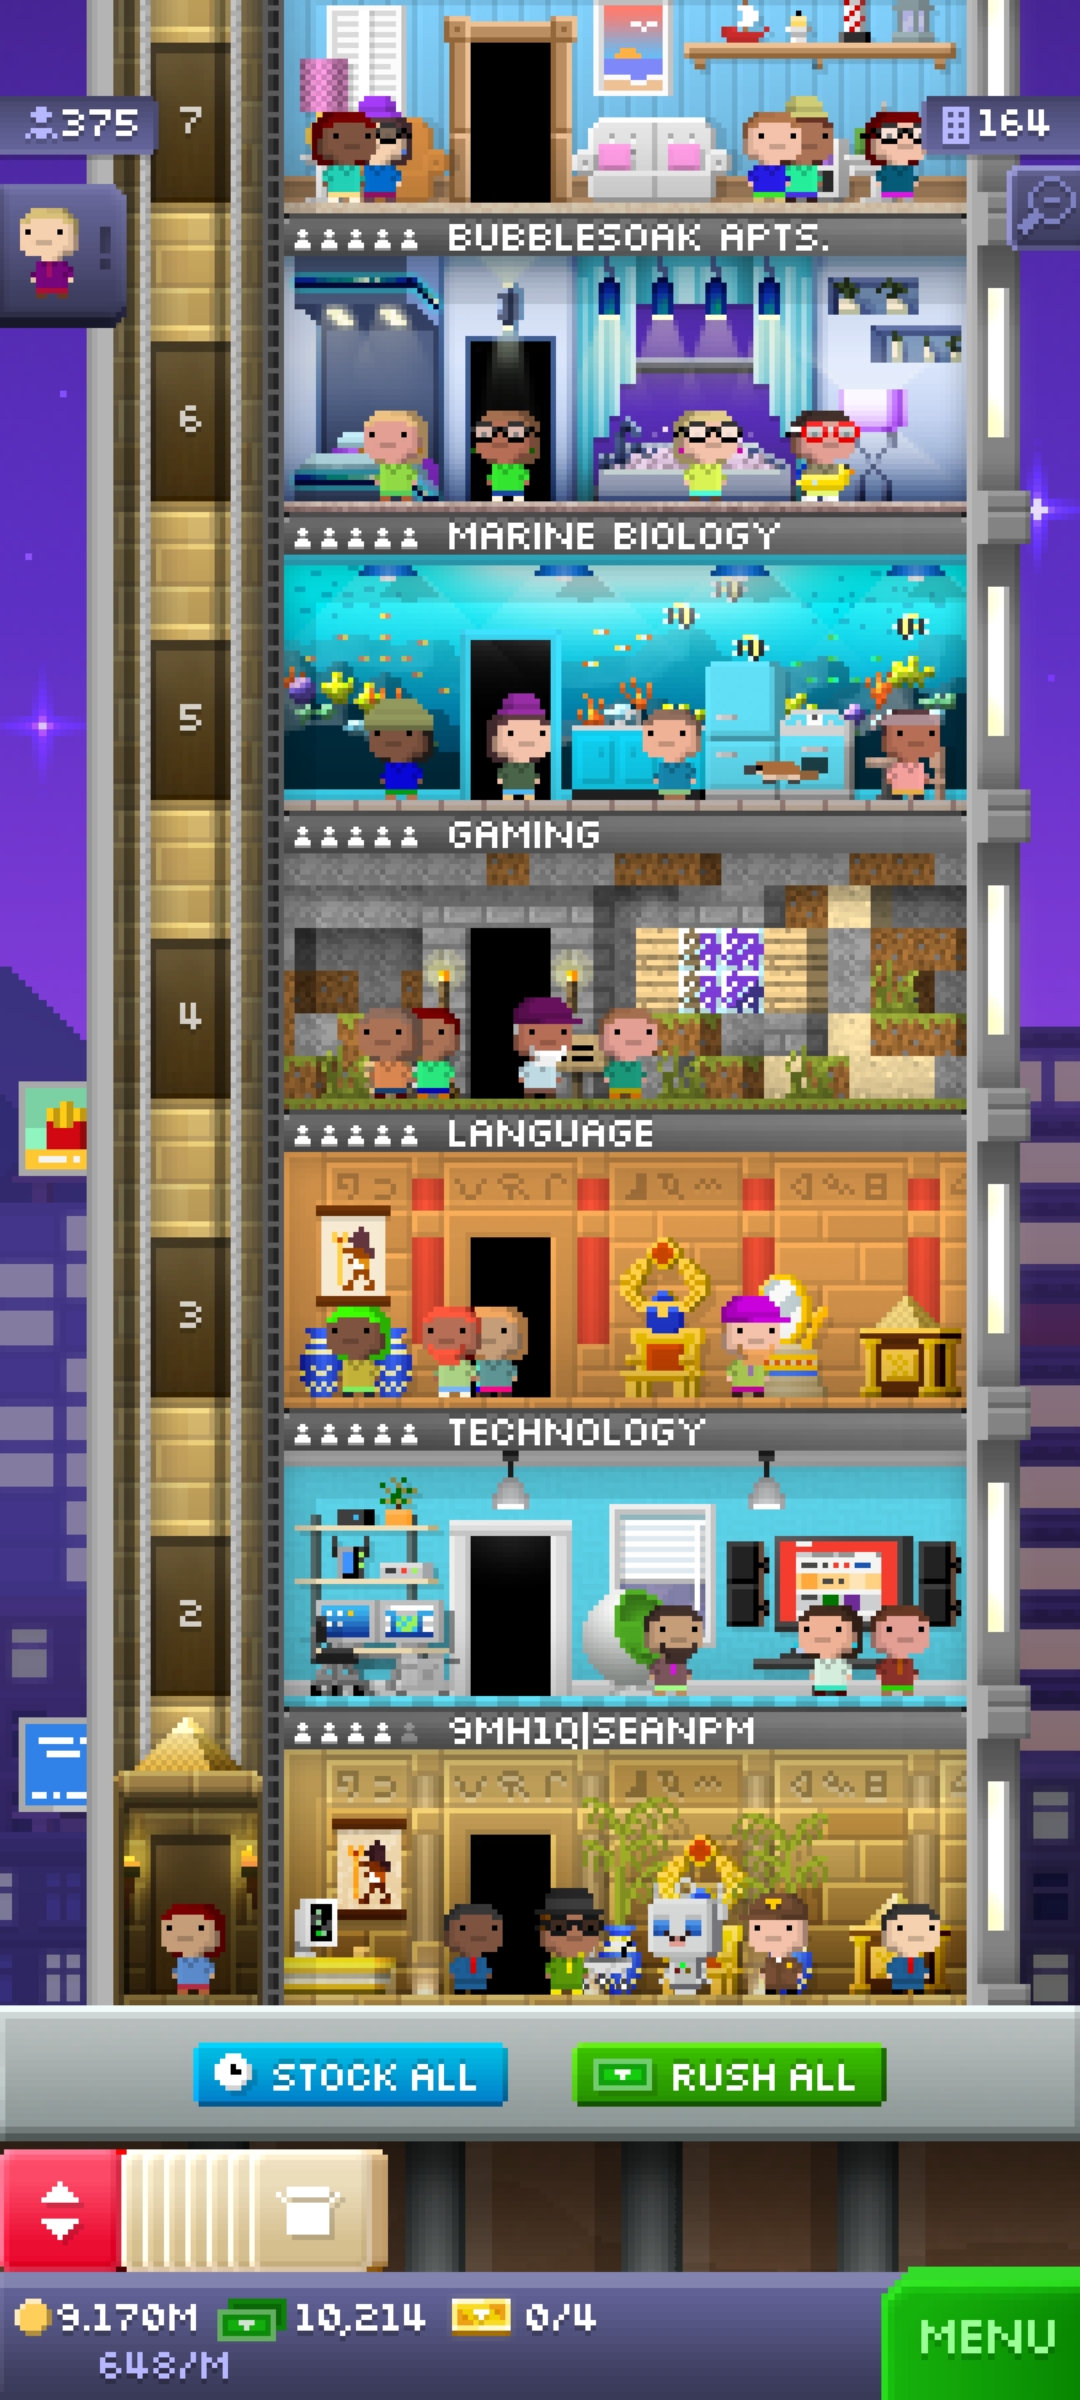 375
7
164
!
BUBBLESOAK APTS.
6
MARINE BIOLOGY
5
GAMING
4
LANGUAGE
3
TECHNOLOGY
2
9MH1Q|SEANPM
STOCK ALL
RUSH ALL
9.170M
10,214
0/4
648/M
MENU